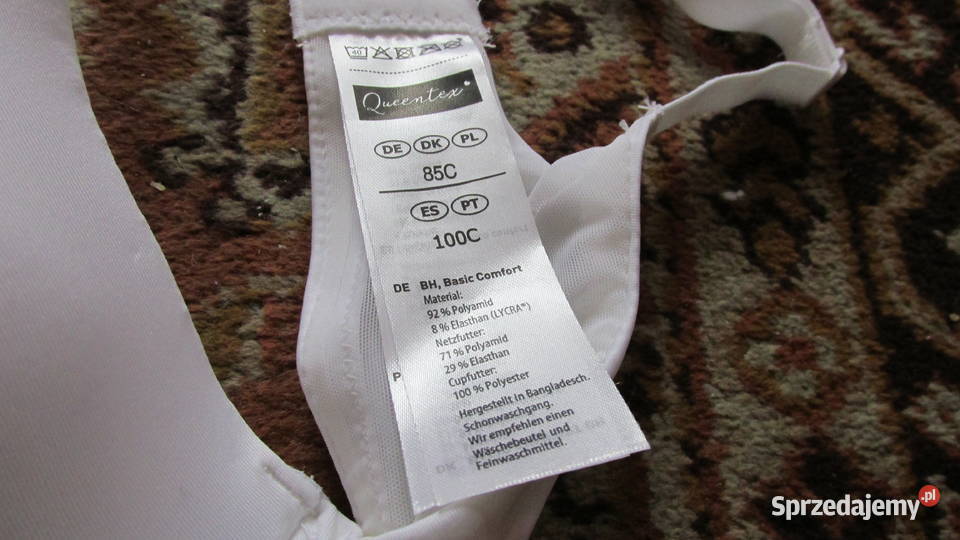 40
Queentex
DE DK PL
85C
ES PT
100C
DE BH, Basic Comfort
Material:
92 % Polyamid
8 % Elasthan (LYCRA®)
Netzfutter:
71 % Polyamid
29 % Elasthan
Cupfutter:
100 % Polyester
Hergestellt in Bangladesch.
Schonwaschgang.
Wir empfehlen einen
Wäschebeutel und
Feinwaschmittel.
P
Sprzedajemy.pl